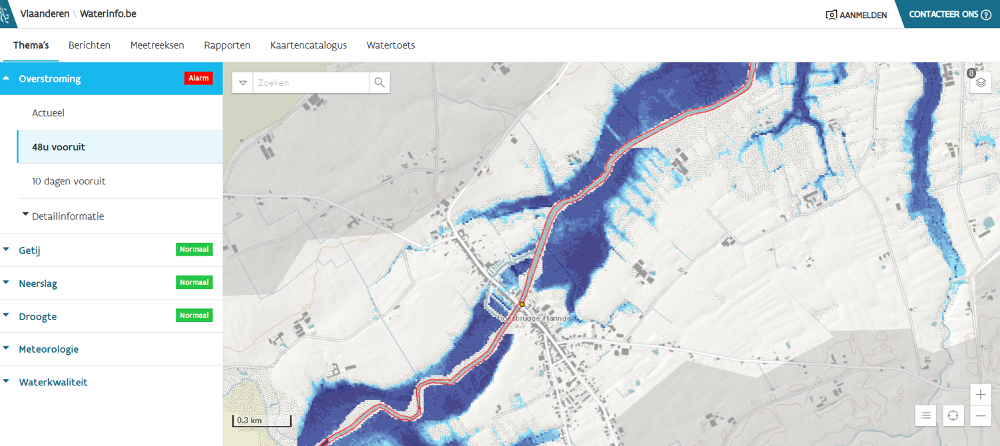 Vlaanderen \ Waterinfo.be
AANMELDEN
CONTACTEER ONS ?
Thema's Berichten Meetreeksen Rapporten Kaartencatalogus Watertoets
Overstroming Alarm
Actueel
48u vooruit
10 dagen vooruit
Detailinformatie
Getij Normaal
Neerslag Normaal
Droogte Normaal
Meteorologie
Waterkwaliteit
Zoeken
8
10
Roesbrugge-Haring
0.3 km